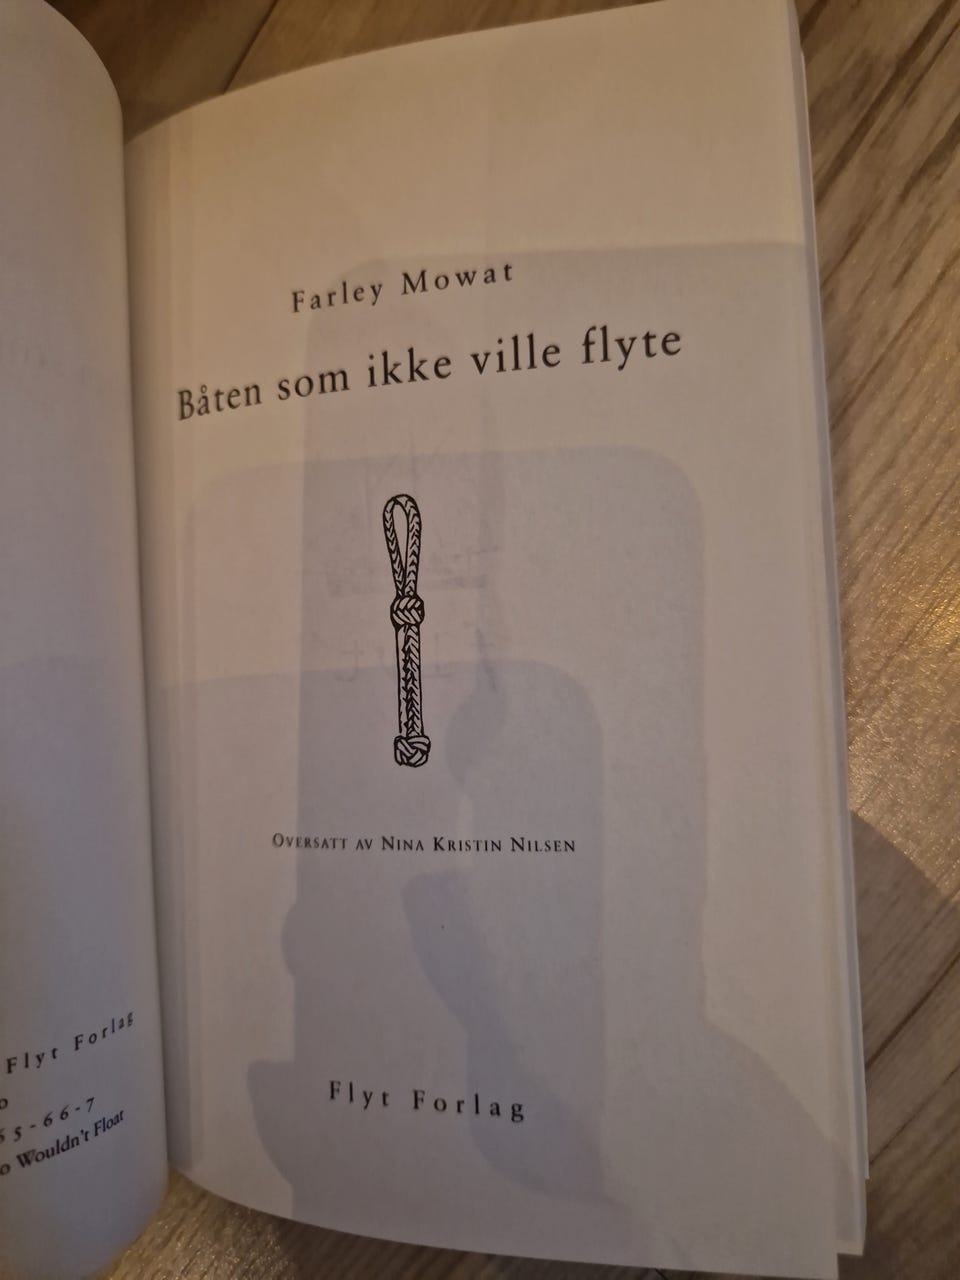 Flyt Forlag
55-66-7
o Wouldn't Float
Farley Mowat
Båten som ikke ville flyte
Oversatt av Nina Kristin Nilsen
Flyt Forlag